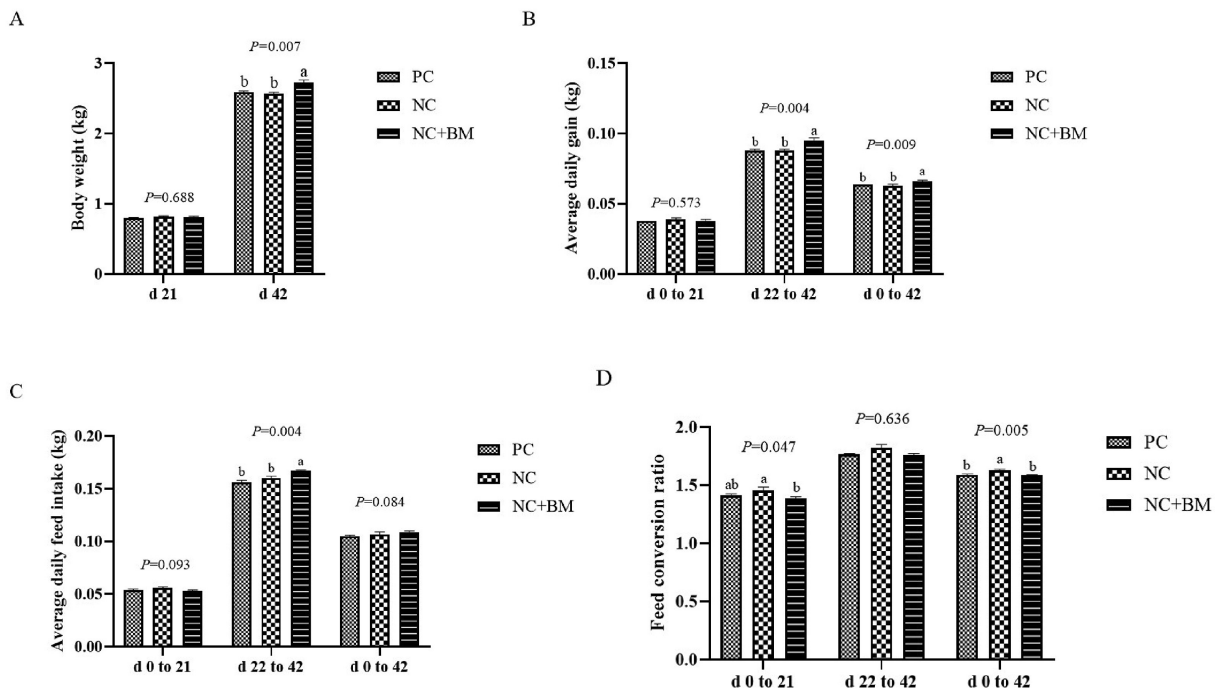 A
P=0.007
3
b b a
2
P=0.688
1
0
d 21 d 42
Body weight (kg)
PC
NC
NC+BM
B
0.15
P=0.004
b b a
0.10
P=0.009
b b a
P=0.573
0.05
0.00
d 0 to 21 d 22 to 42 d 0 to 42
Average daily gain (kg)
PC
NC
NC+BM
C
0.20
P=0.004
b b a
0.15
P=0.084
0.10
P=0.093
0.05
0.00
d 0 to 21 d 22 to 42 d 0 to 42
Average daily feed intake (kg)
PC
NC
NC+BM
D
P=0.636
2.0
P=0.047 P=0.005
ab a b b a b
1.5
1.0
0.5
0.0
d 0 to 21 d 22 to 42 d 0 to 42
Feed conversion ratio
PC
NC
NC+BM